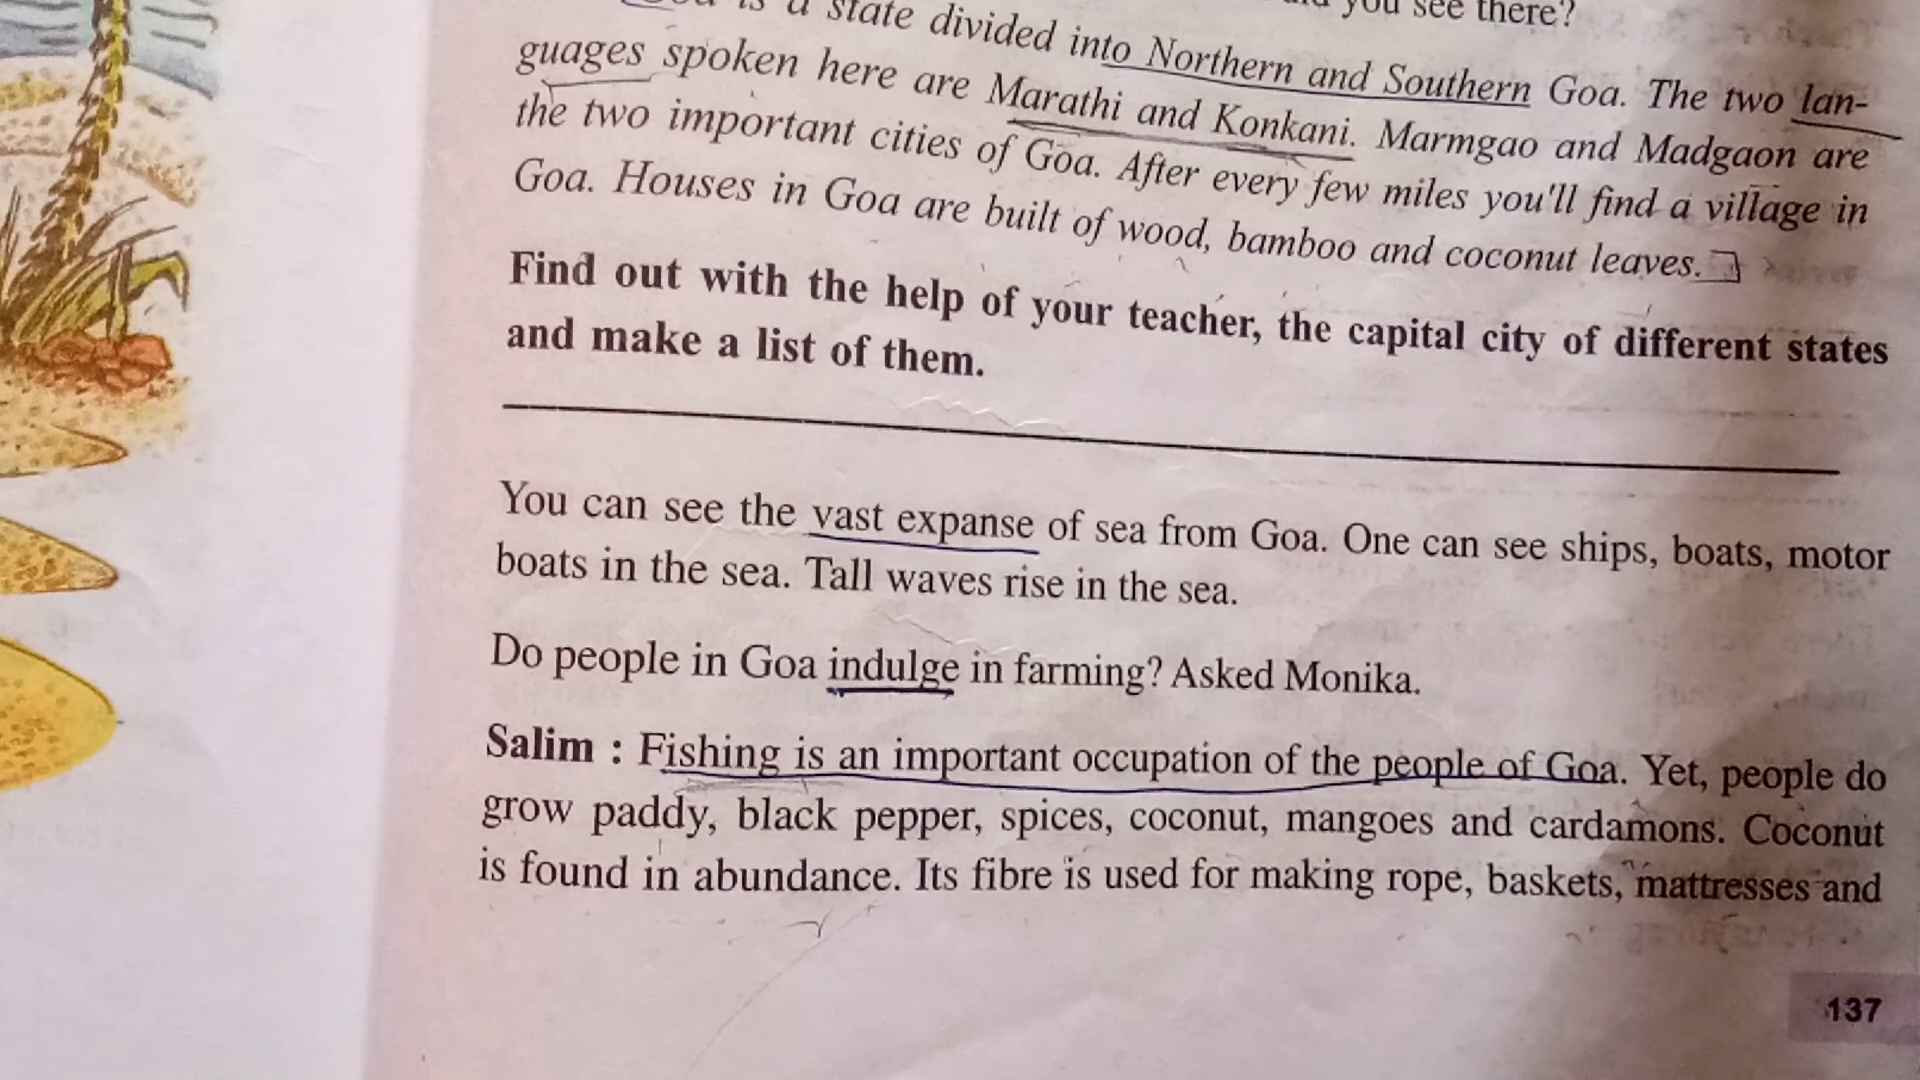 you see there?
is a state divided into Northern and Southern Goa. The two lan-
guages spoken here are Marathi and Konkani. Marmgao and Madgaon are
the two important cities of Goa. After every few miles you'll find a village in
Goa. Houses in Goa are built of wood, bamboo and coconut leaves.
Find out with the help of your teacher, the capital city of different states
and make a list of them.
You can see the vast expanse of sea from Goa. One can see ships, boats, motor
boats in the sea. Tall waves rise in the sea.
Do people in Goa indulge in farming? Asked Monika.
Salim : Fishing is an important occupation of the people of Goa. Yet, people do
grow paddy, black pepper, spices, coconut, mangoes and cardamons. Coconut
is found in abundance. Its fibre is used for making rope, baskets, mattresses and
137